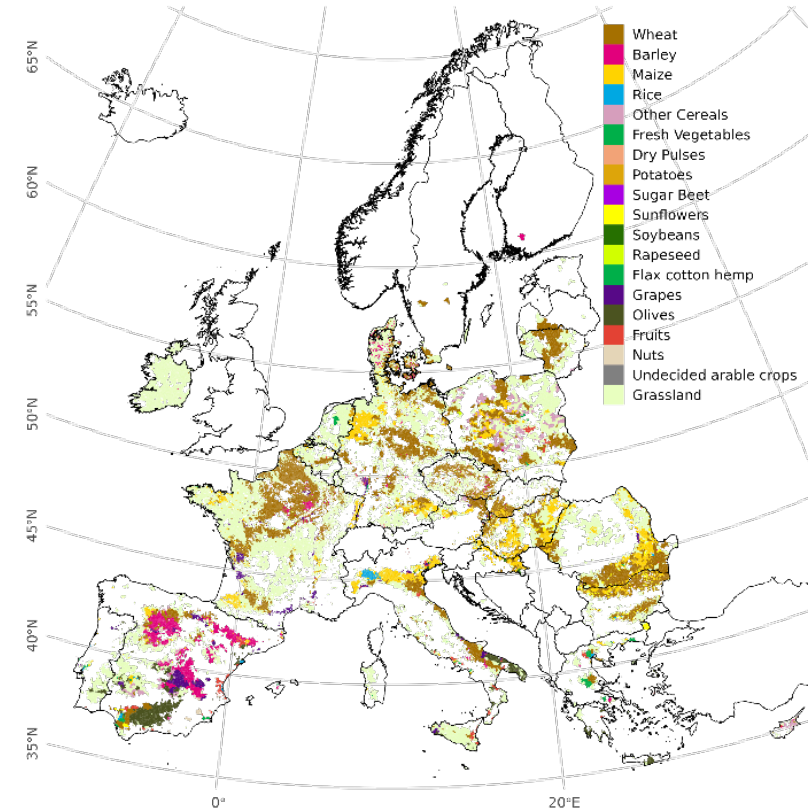 Wheat
Barley
Maize
Rice
Other Cereals
Fresh Vegetables
Dry Pulses
Potatoes
Sugar Beet
Sunflowers
Soybeans
Rapeseed
Flax cotton hemp
Grapes
Olives
Fruits
Nuts
Undecided arable crops
Grassland
65°N
60°N
55°N
50°N
45°N
40°N
35°N
0°
20°E